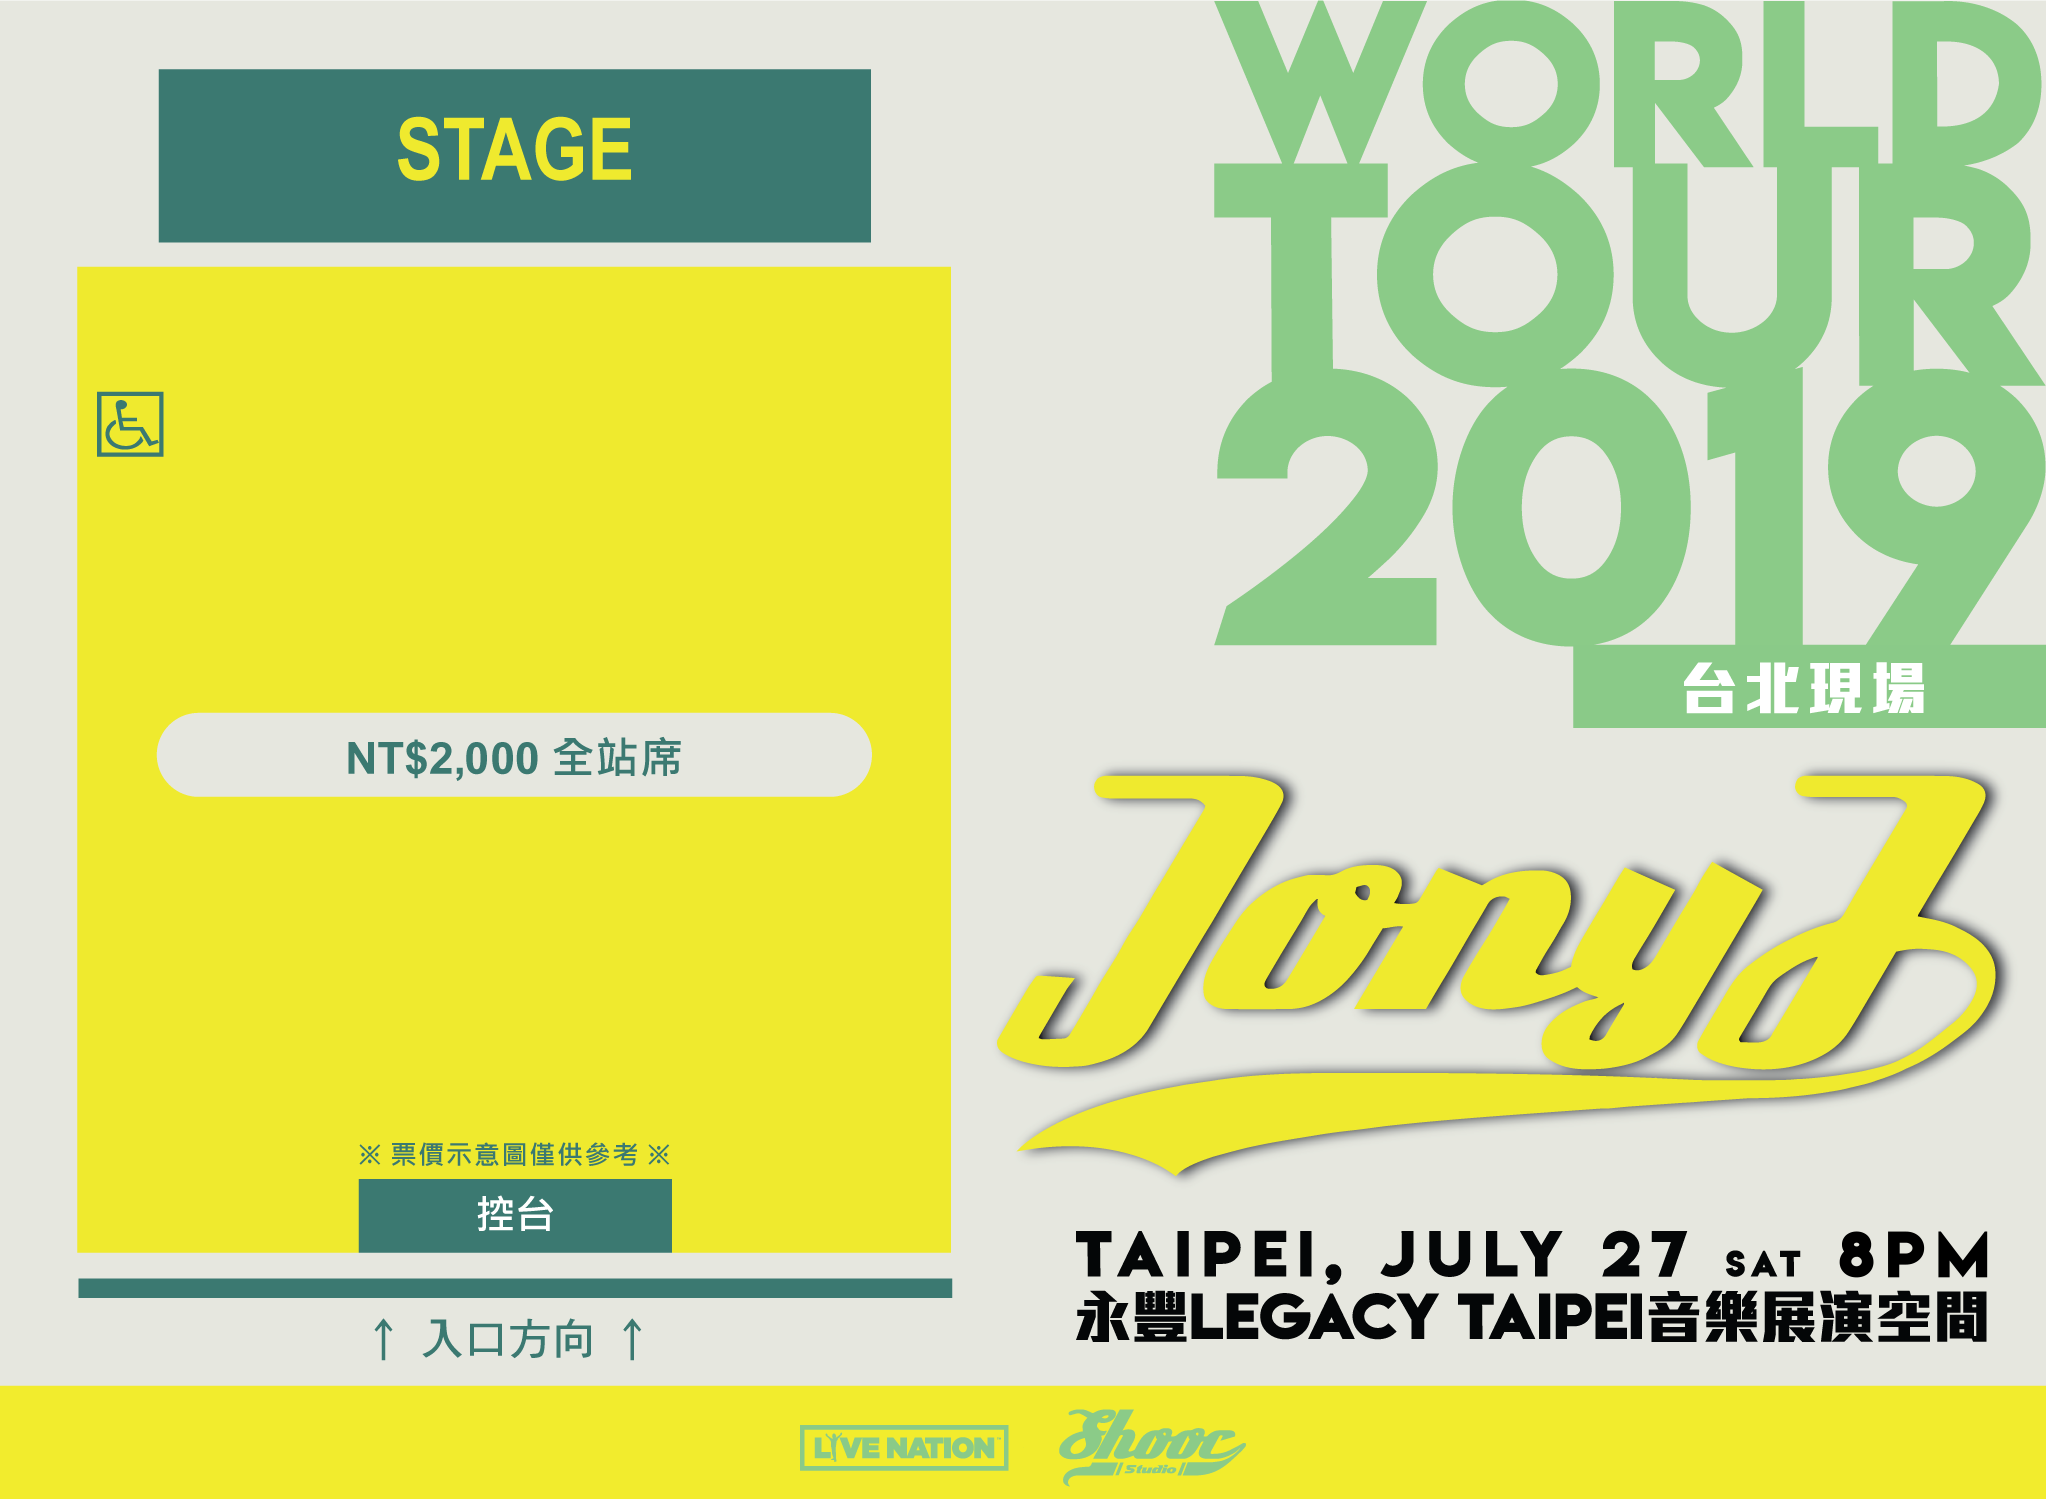 STAGE
NT$2,000 全站席
※ 票價示意圖僅供參考 ※
控台
↑ 入口方向 ↑
WORLD
TOUR
2019
台北現場
Jony J
TAIPEI, JULY 27 SAT 8PM
永豐LEGACY TAIPEI音樂展演空間
LIVE NATION
Shooc
Studio